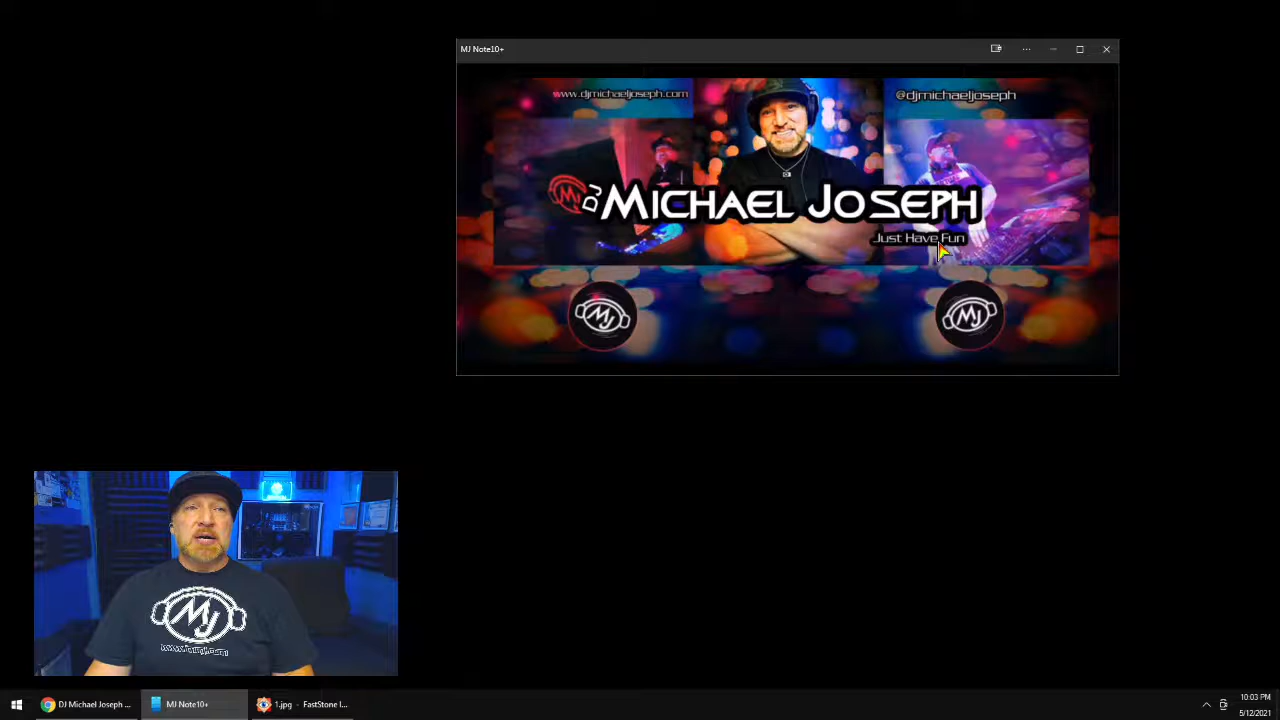 MJ Note10+
www.djmichaeljoseph.com
@djmichaeljoseph
MJ
DJ MICHAEL JOSEPH
Just Have Fun
MJ
MJ
MJ
DJ Michael Joseph ...
MJ Note10+
1.jpg - FastStone I...
10:03 PM
5/12/2021